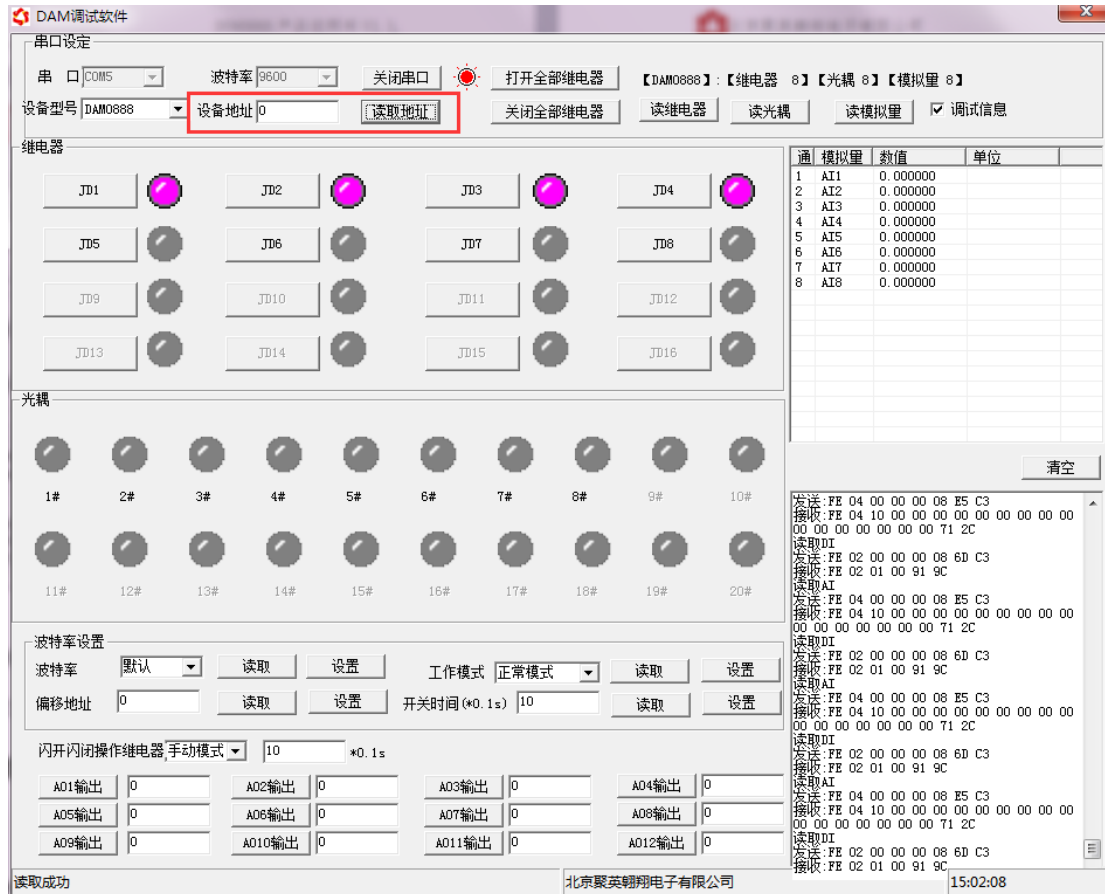 DAM调试软件
串口设定
串 口 COM5 波特率 9600 关闭串口 打开全部继电器 【DAM0888】:【继电器 8】【光耦 8】【模拟量 8】
设备型号 DAM0888 设备地址 0 读取地址 关闭全部继电器 读继电器 读光耦 读模拟量 调试信息
继电器
JD1 JD2 JD3 JD4
JD5 JD6 JD7 JD8
JD9 JD10 JD11 JD12
JD13 JD14 JD15 JD16
通 模拟量 数值 单位
1 AI1 0.000000
2 AI2 0.000000
3 AI3 0.000000
4 AI4 0.000000
5 AI5 0.000000
6 AI6 0.000000
7 AI7 0.000000
8 AI8 0.000000
光耦
1# 2# 3# 4# 5# 6# 7# 8# 9# 10#
11# 12# 13# 14# 15# 16# 17# 18# 19# 20#
清空
发送:FE 04 00 00 00 08 E5 C3
接收:FE 04 10 00 00 00 00 00 00 00 00 00
00 00 00 00 00 00 00 71 2C
读取DI
发送:FE 02 00 00 00 08 6D C3
接收:FE 02 01 00 91 9C
读取AI
发送:FE 04 00 00 00 08 E5 C3
接收:FE 04 10 00 00 00 00 00 00 00 00 00
00 00 00 00 00 00 00 71 2C
读取DI
发送:FE 02 00 00 00 08 6D C3
接收:FE 02 01 00 91 9C
读取AI
发送:FE 04 00 00 00 08 E5 C3
接收:FE 04 10 00 00 00 00 00 00 00 00 00
00 00 00 00 00 00 00 71 2C
读取DI
发送:FE 02 00 00 00 08 6D C3
接收:FE 02 01 00 91 9C
读取AI
发送:FE 04 00 00 00 08 E5 C3
接收:FE 04 10 00 00 00 00 00 00 00 00 00
00 00 00 00 00 00 00 71 2C
读取DI
发送:FE 02 00 00 00 08 6D C3
接收:FE 02 01 00 91 9C
波特率设置
波特率 默认 读取 设置 工作模式 正常模式 读取 设置
偏移地址 0 读取 设置 开关时间(*0.1s) 10 读取 设置
闪开闪闭操作继电器 手动模式 10 *0.1s
AO1输出 0 AO2输出 0 AO3输出 0 AO4输出 0
AO5输出 0 AO6输出 0 AO7输出 0 AO8输出 0
AO9输出 0 AO10输出 0 AO11输出 0 AO12输出 0
读取成功 北京聚英翱翔电子有限公司 15:02:08